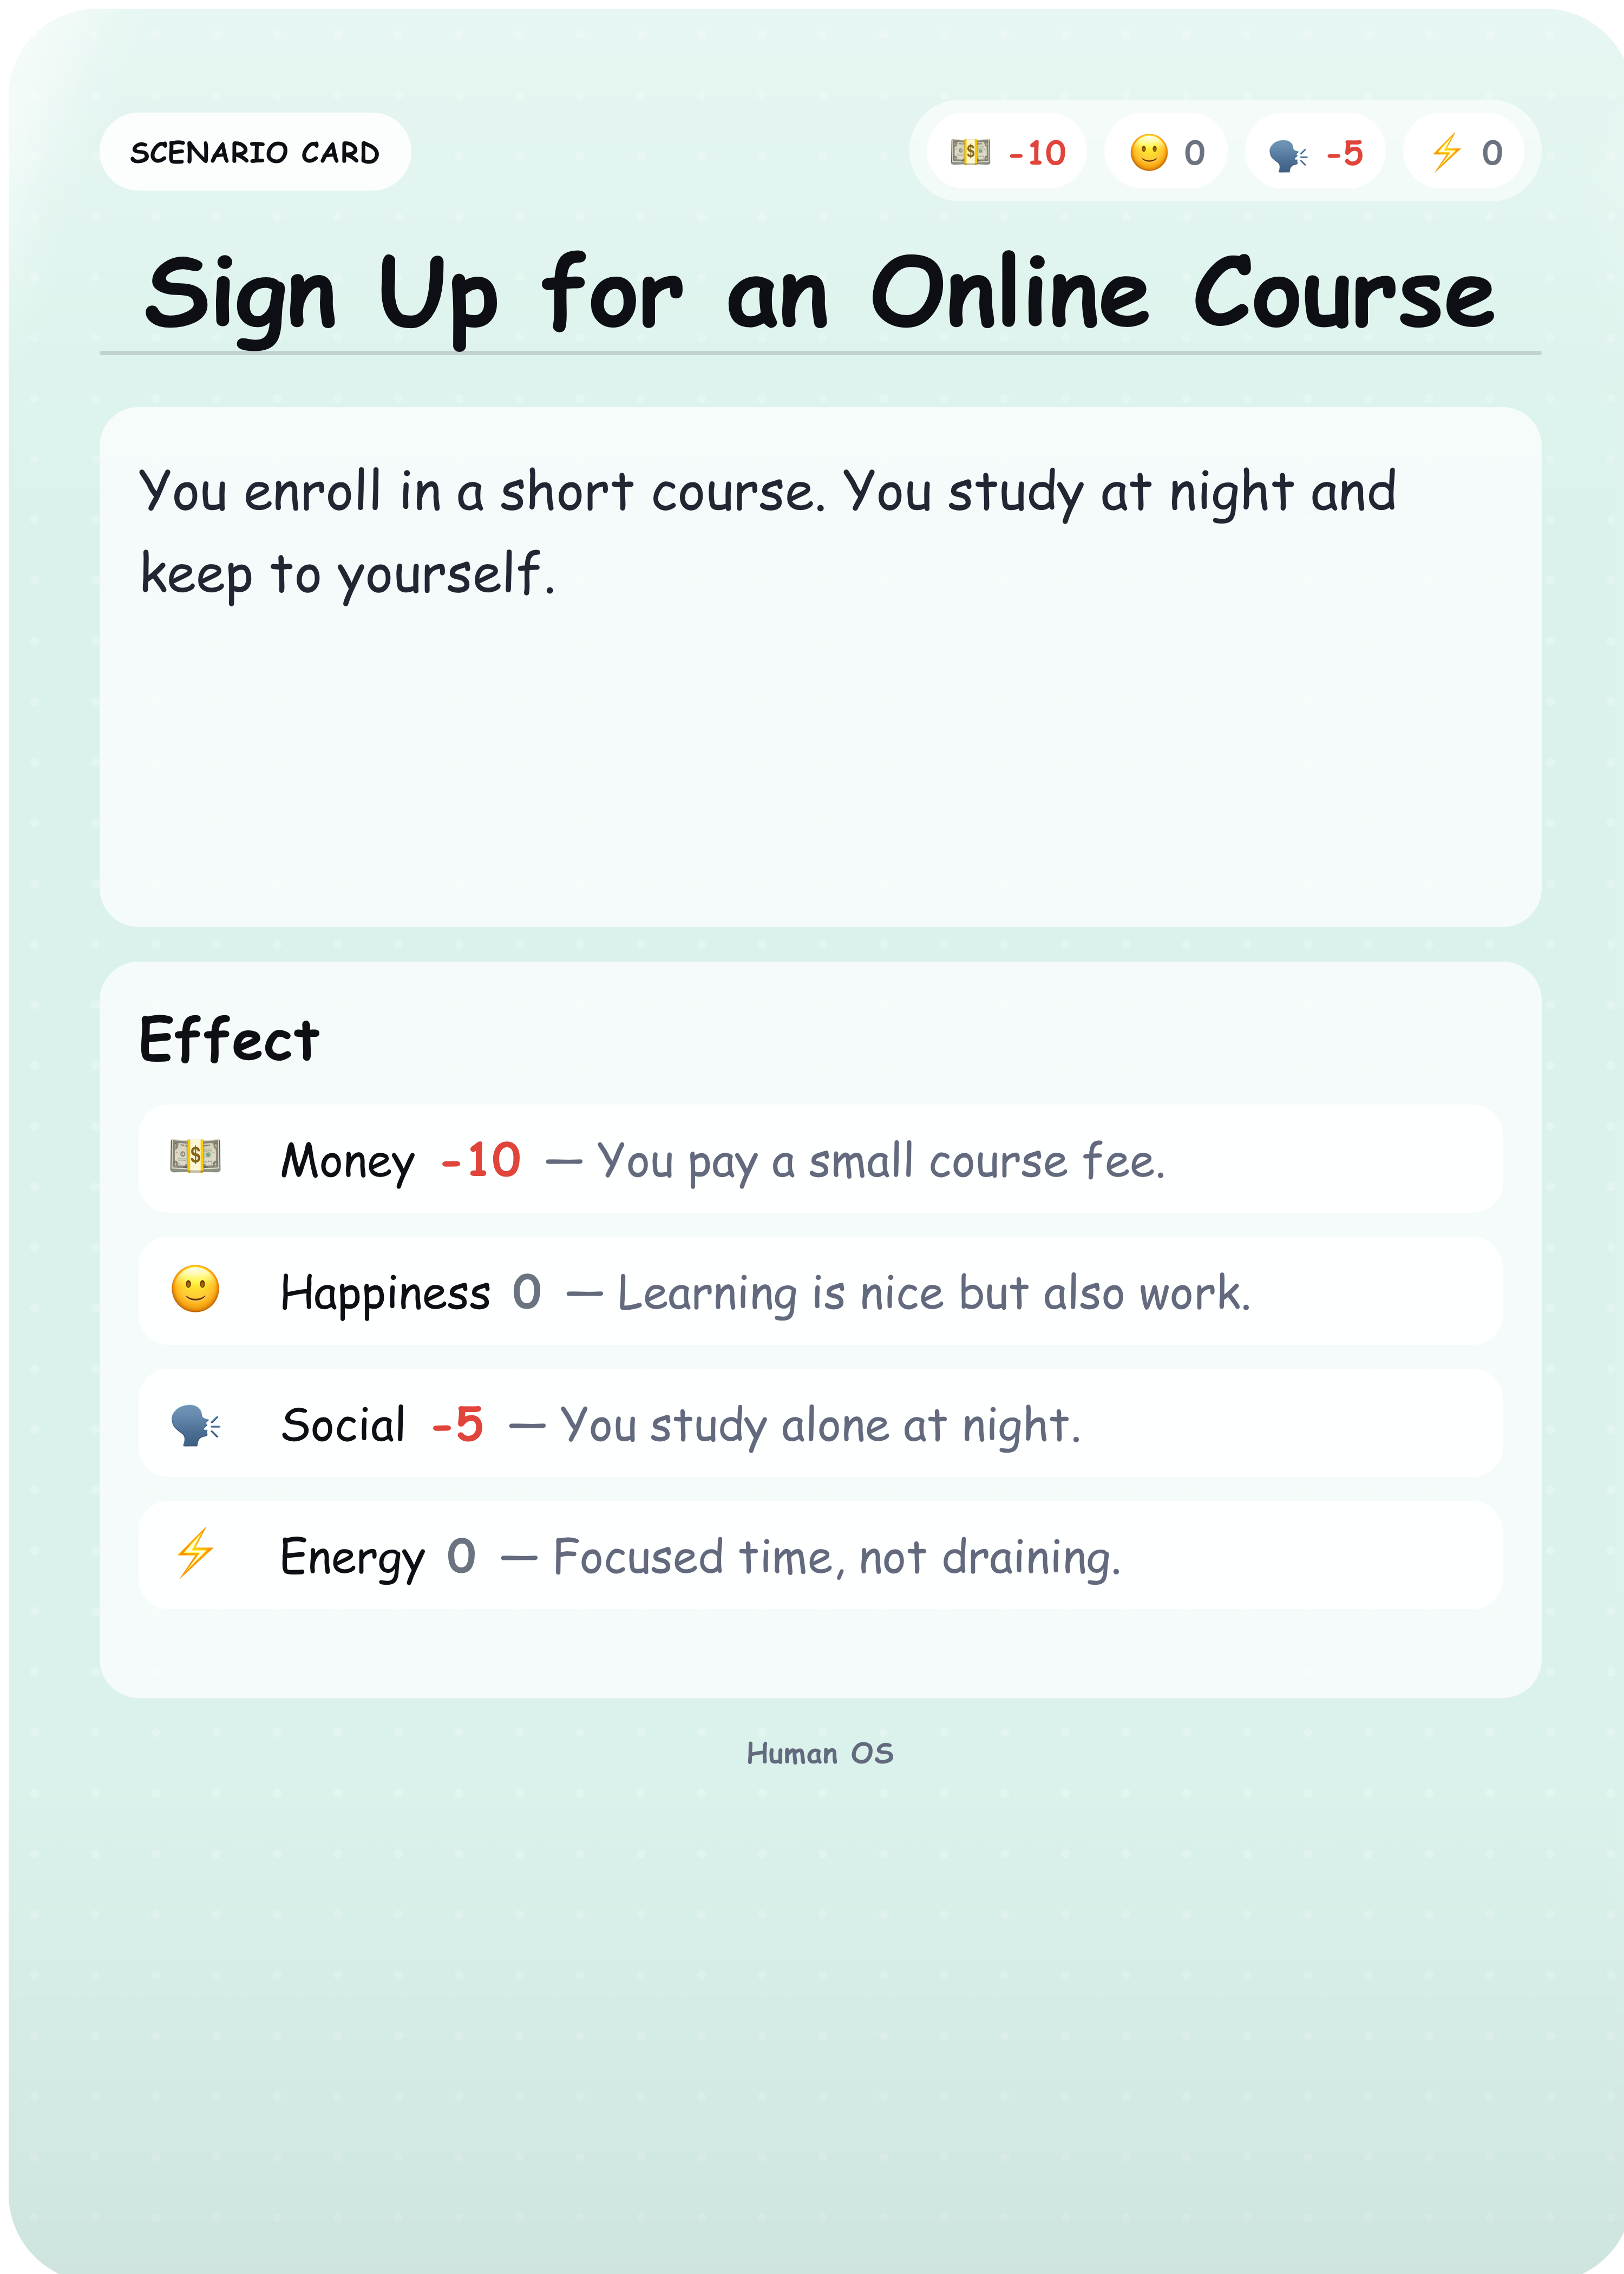 SCENARIO CARD
💵 -10 🙂 0 🗣️ -5 ⚡ 0
Sign Up for an Online Course
You enroll in a short course. You study at night and
keep to yourself.
Effect
💵 Money -10 — You pay a small course fee.
🙂 Happiness 0 — Learning is nice but also work.
🗣️ Social -5 — You study alone at night.
⚡ Energy 0 — Focused time, not draining.
Human OS